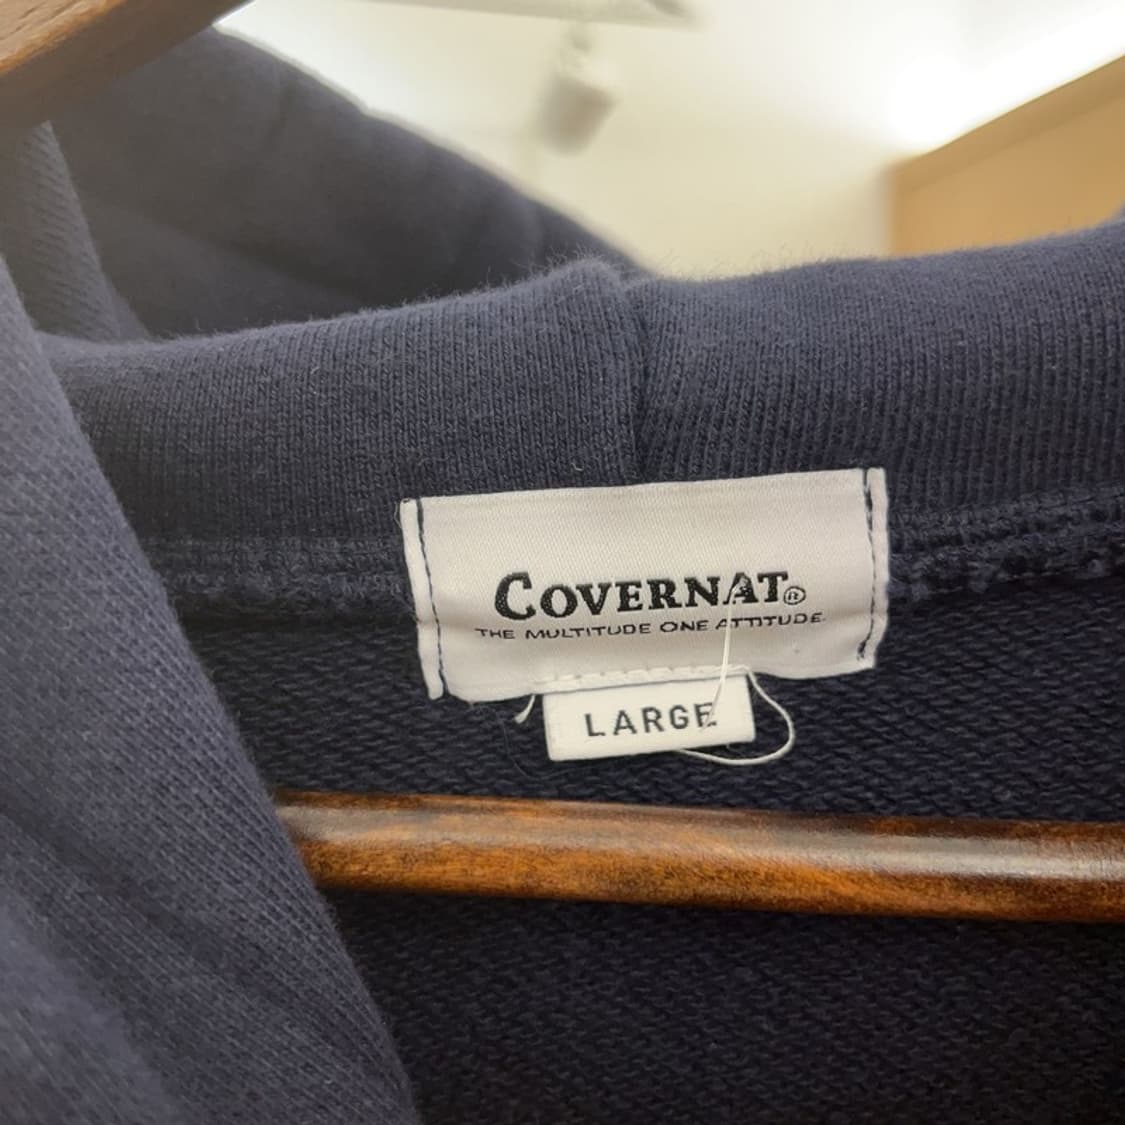 COVERNAT®
THE MULTITUDE ONE ATTITUDE.
LARGE